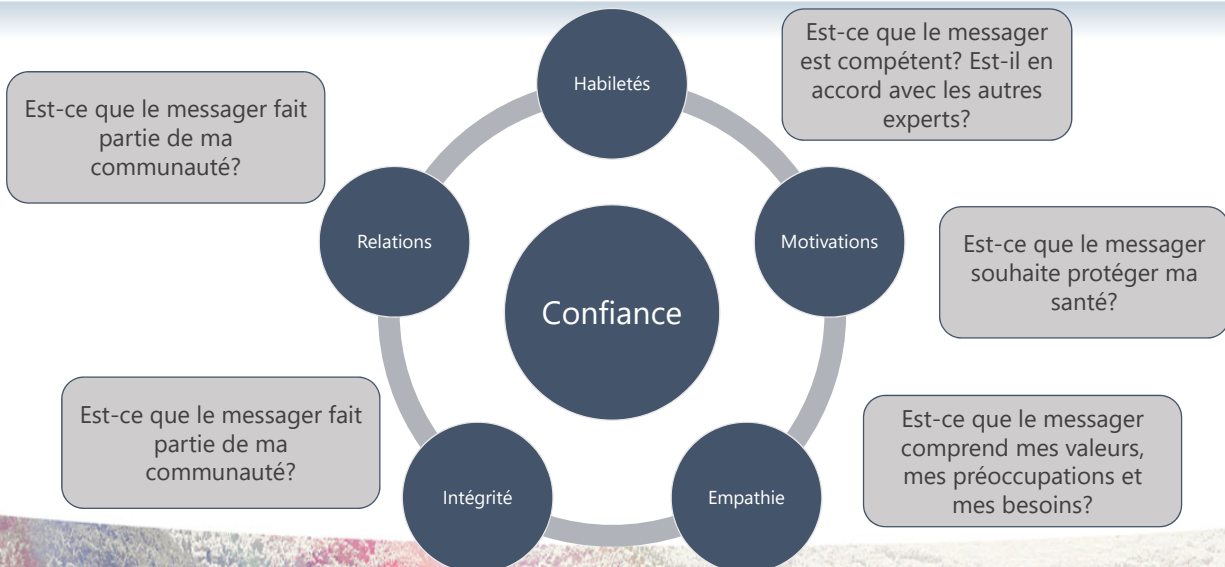 Habiletés
Est-ce que le messager
est compétent? Est-il en
accord avec les autres
experts?
Est-ce que le messager fait
partie de ma
communauté?
Relations
Motivations
Est-ce que le messager
souhaite protéger ma
santé?
Confiance
Est-ce que le messager fait
partie de ma
communauté?
Intégrité
Empathie
Est-ce que le messager
comprend mes valeurs,
mes préoccupations et
mes besoins?